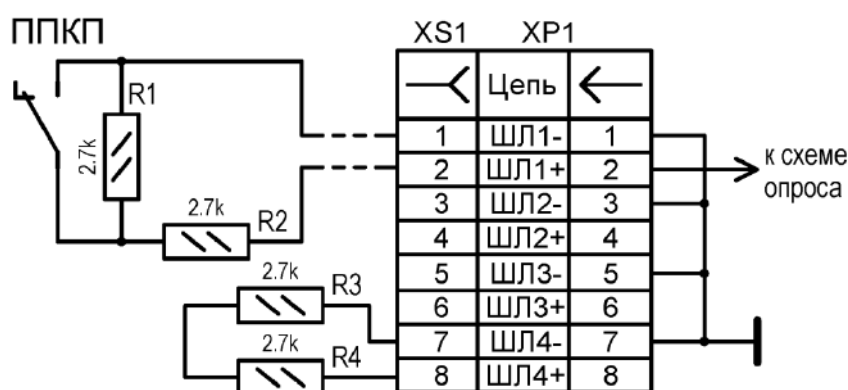 ППКП
XS1 XP1
Цепь
R1
2.7k
2.7k
R2
1 ШЛ1- 1
2 ШЛ1+ 2
3 ШЛ2- 3
4 ШЛ2+ 4
5 ШЛ3- 5
6 ШЛ3+ 6
7 ШЛ4- 7
8 ШЛ4+ 8
к схеме
опроса
2.7k
R3
2.7k
R4